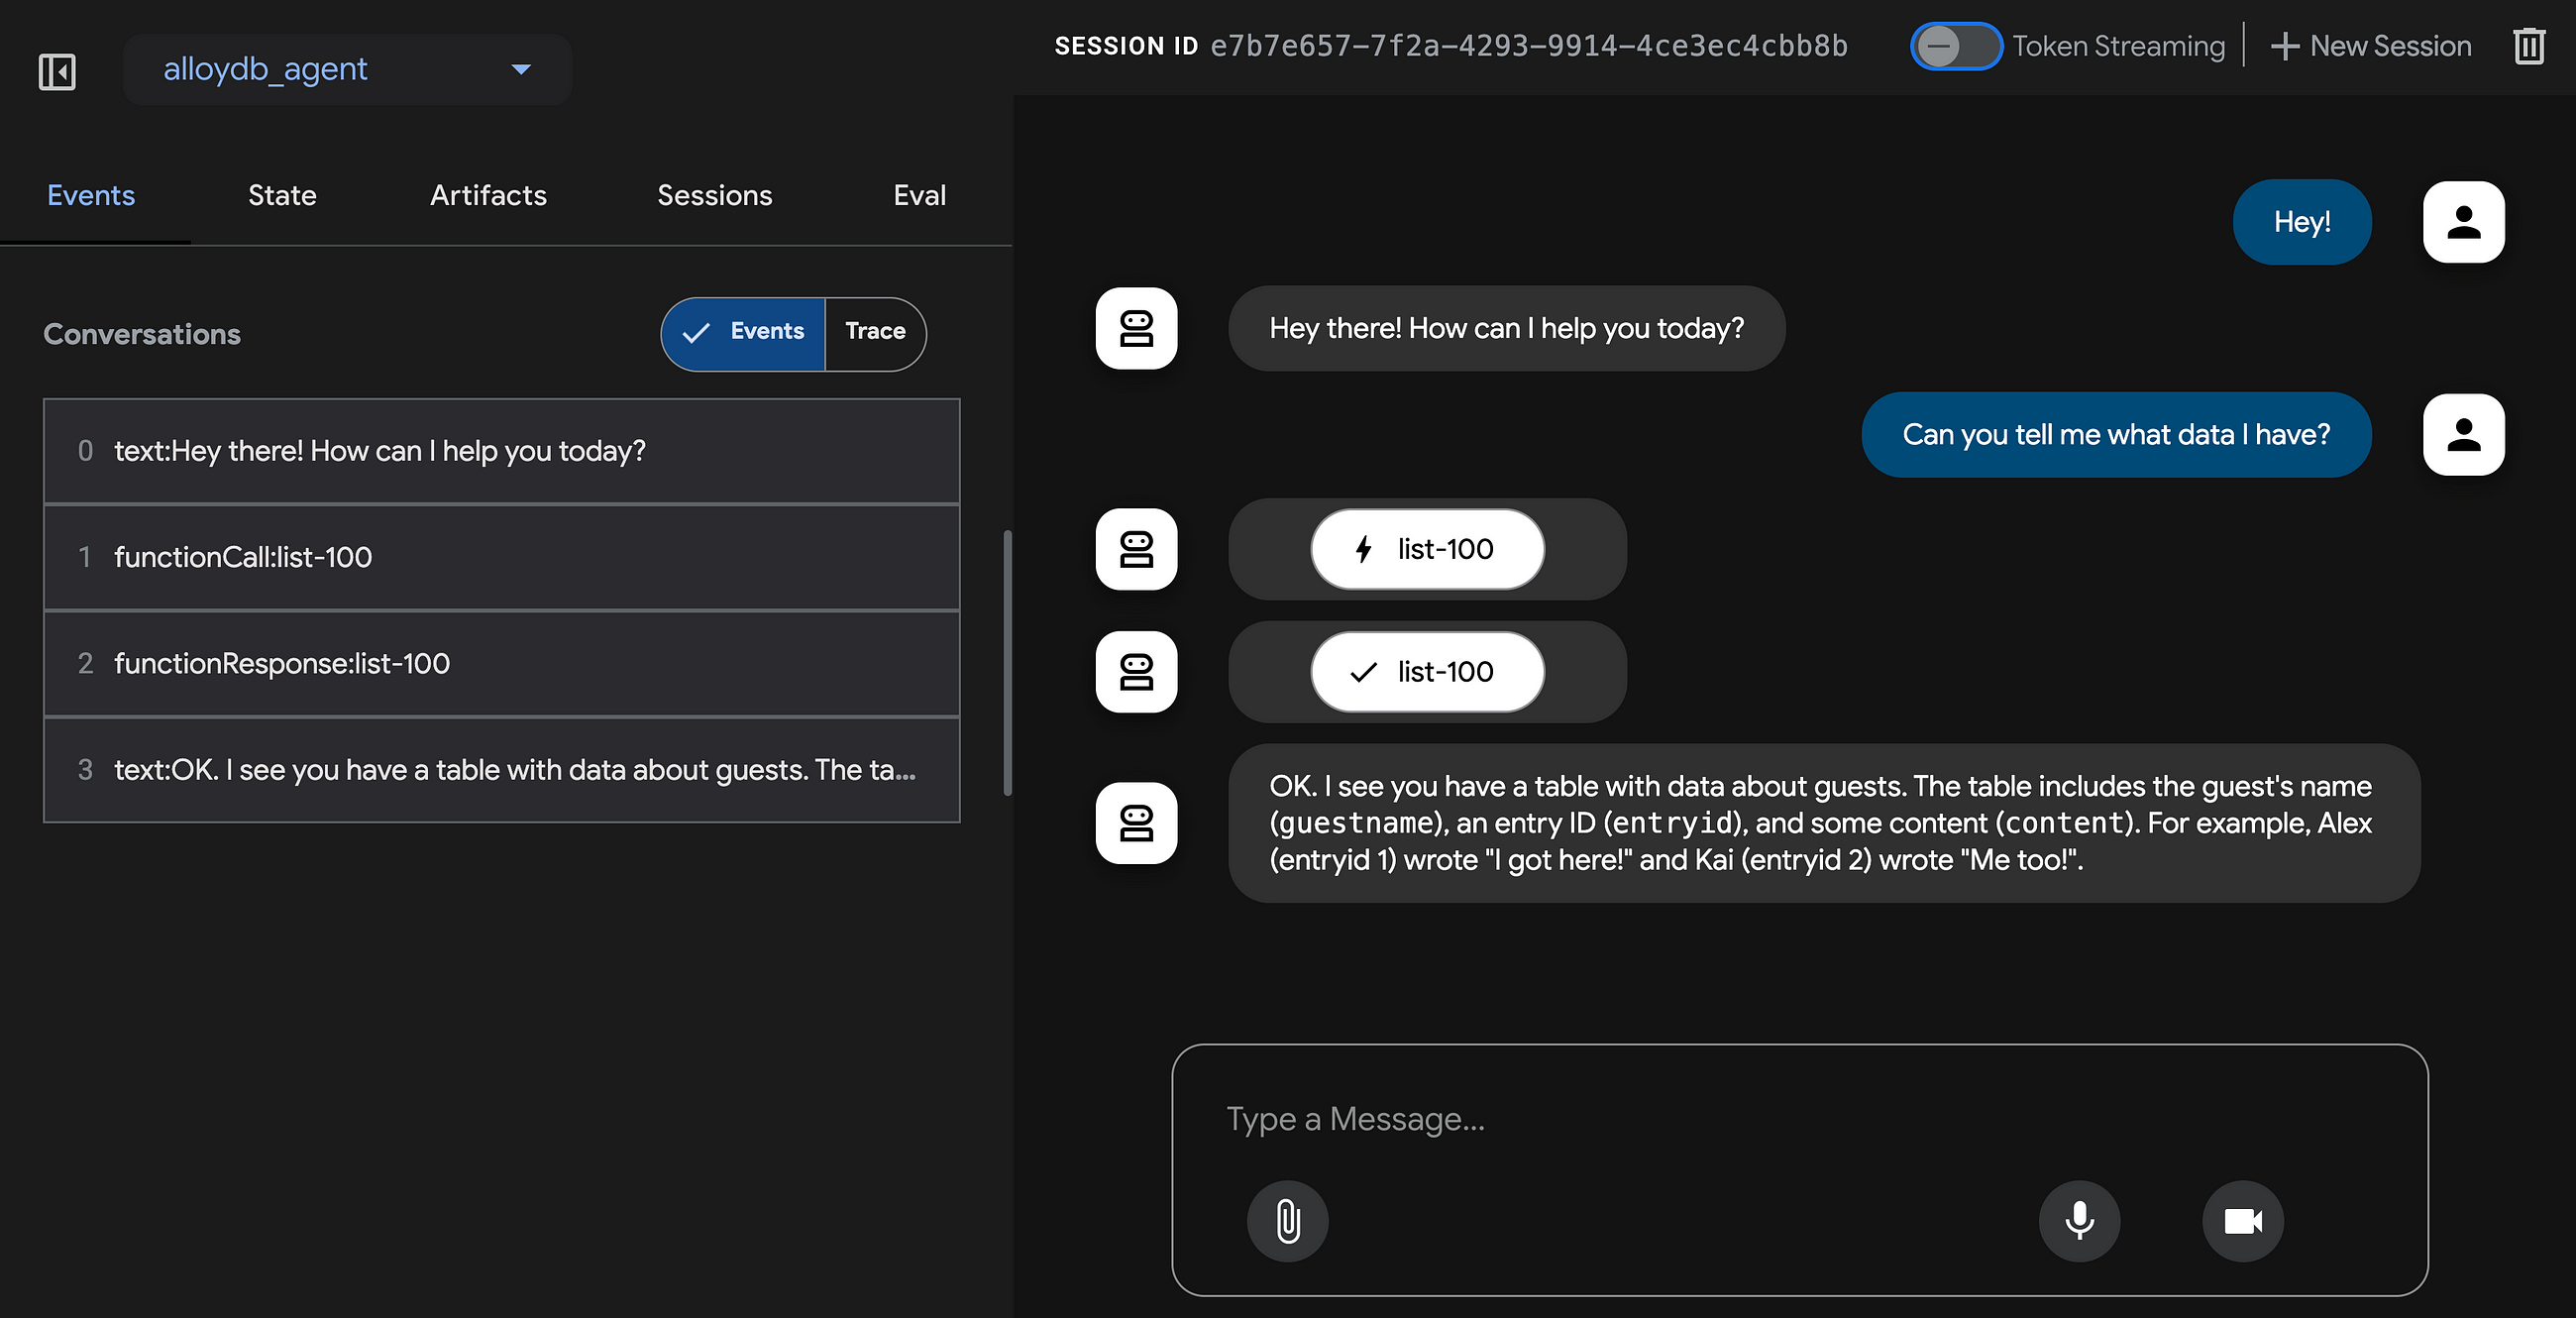 alloydb_agent
SESSION ID e7b7e657-7f2a-4293-9914-4ce3ec4cbb8b
Token Streaming
New Session
Events
State
Artifacts
Sessions
Eval
Conversations
Events
Trace
0 text:Hey there! How can I help you today?
1 functionCall:list-100
2 functionResponse:list-100
3 text:OK. I see you have a table with data about guests. The ta...
Hey!
Hey there! How can I help you today?
Can you tell me what data I have?
list-100
list-100
OK. I see you have a table with data about guests. The table includes the guest's name
(guestname), an entry ID (entryid), and some content (content). For example, Alex
(entryid 1) wrote "I got here!" and Kai (entryid 2) wrote "Me too!".
Type a Message...